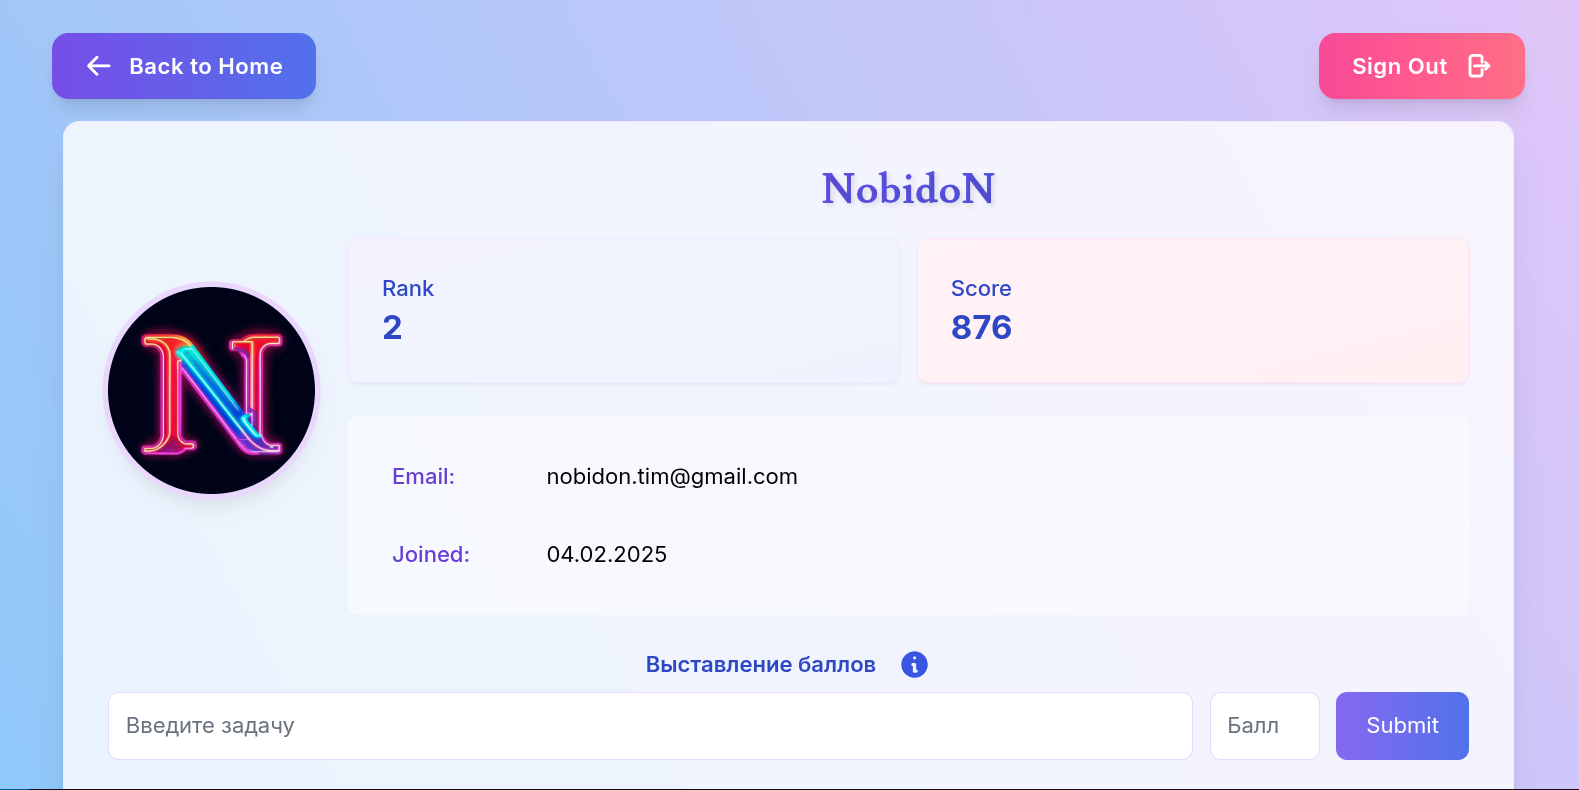 Back to Home
Sign Out
NobidoN
Rank
2
Score
876
N
Email: nobidon.tim@gmail.com
Joined: 04.02.2025
Выставление баллов
Введите задачу
Балл
Submit